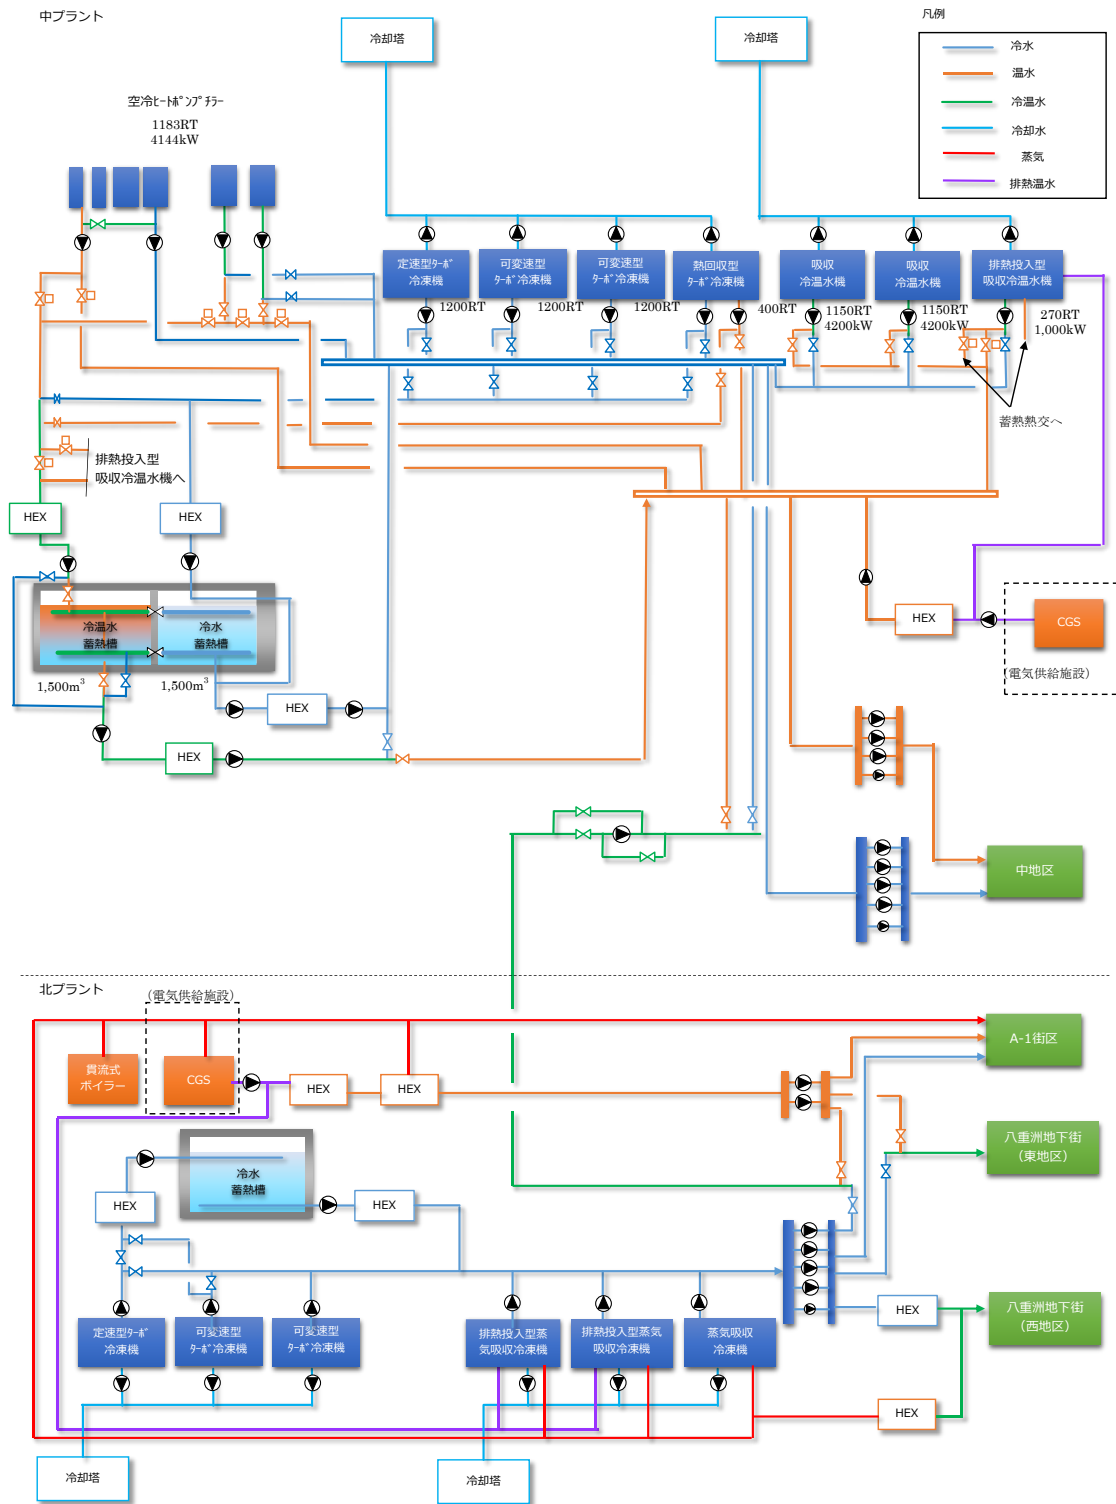 中プラント
凡例
冷却塔
冷却塔
冷水
温水
冷温水
冷却水
蒸気
排熱温水
空冷ﾋｰﾄﾎﾟﾝﾌﾟﾁﾗｰ
1183RT
4144kW
定速型ﾀｰﾎﾞ
冷凍機
可変速型
ﾀｰﾎﾞ冷凍機
可変速型
ﾀｰﾎﾞ冷凍機
熱回収型
ﾀｰﾎﾞ冷凍機
吸収
冷温水機
吸収
冷温水機
排熱投入型
吸収冷温水機
1200RT
1200RT
1200RT
400RT
1150RT
4200kW
1150RT
4200kW
270RT
1,000kW
蓄熱熱交へ
排熱投入型
吸収冷温水機へ
HEX
HEX
冷温水
蓄熱槽
冷水
蓄熱槽
1,500m³
1,500m³
HEX
HEX
HEX
CGS
(電気供給施設)
中地区
北プラント
(電気供給施設)
貫流式
ボイラー
CGS
HEX
HEX
A-1街区
八重洲地下街
（東地区）
冷水
蓄熱槽
HEX
HEX
HEX
八重洲地下街
（西地区）
定速型ﾀｰﾎﾞ
冷凍機
可変速型
ﾀｰﾎﾞ冷凍機
可変速型
ﾀｰﾎﾞ冷凍機
排熱投入型蒸
気吸収冷凍機
排熱投入型蒸気
吸収冷凍機
蒸気吸収
冷凍機
HEX
冷却塔
冷却塔